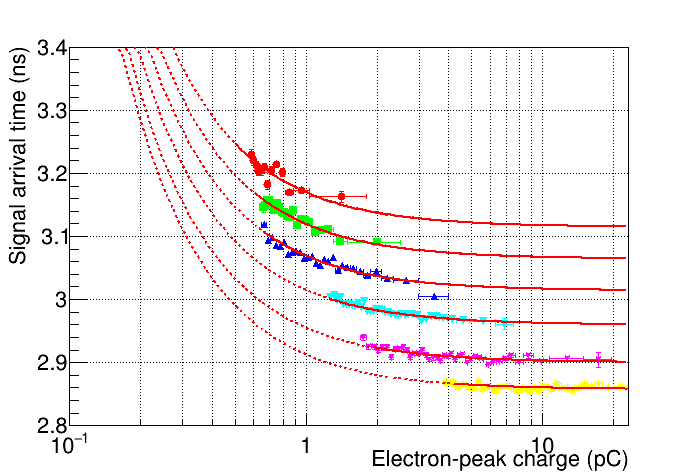 Signal arrival time (ns)
3.4
3.3
3.2
3.1
3
2.9
2.8
10⁻¹ 1 10
Electron-peak charge (pC)